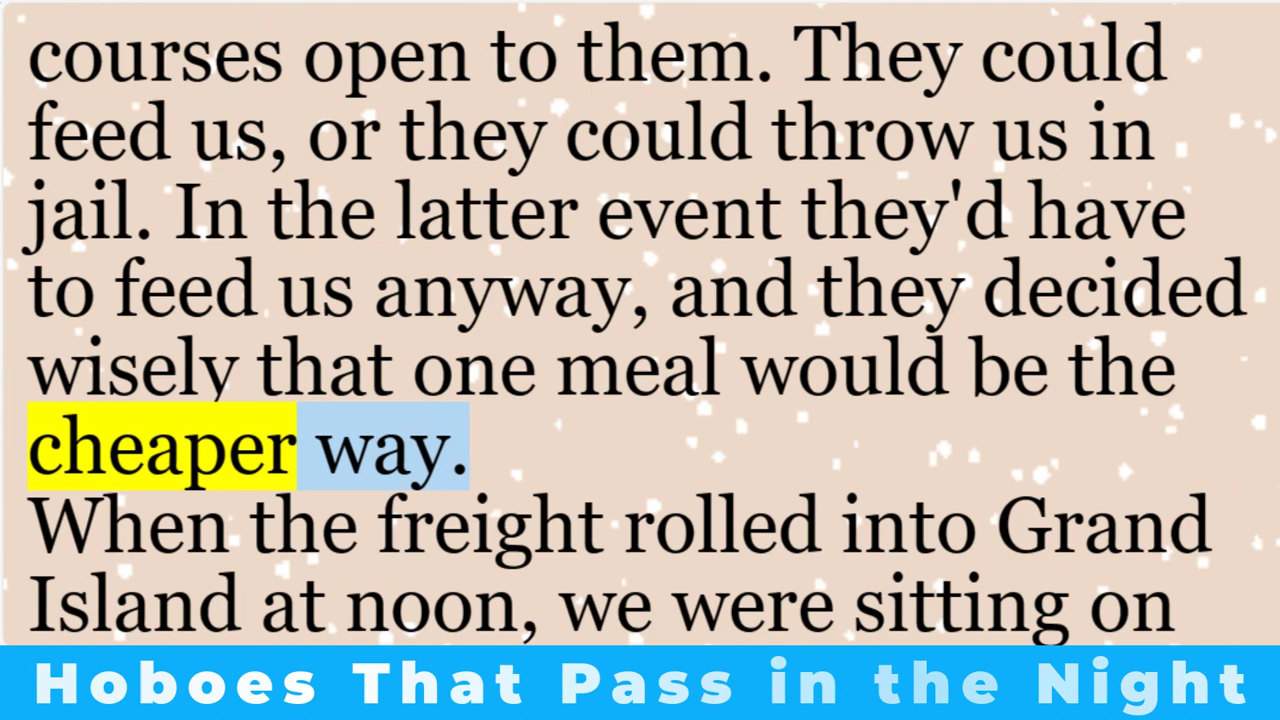 courses open to them. They could
feed us, or they could throw us in
jail. In the latter event they'd have
to feed us anyway, and they decided
wisely that one meal would be the
cheaper way.
When the freight rolled into Grand
Island at noon, we were sitting on
Hoboes That Pass in the Night